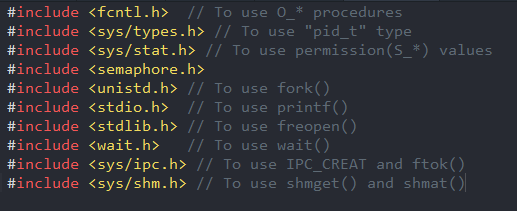 #include <fcntl.h>  // To use O_* procedures
#include <sys/types.h> // To use "pid_t" type
#include <sys/stat.h> // To use permission(S_*) values
#include <semaphore.h>
#include <unistd.h> // To use fork()
#include <stdio.h>  // To use printf()
#include <stdlib.h> // To use freopen()
#include <wait.h>   // To use wait()
#include <sys/ipc.h> // To use IPC_CREAT and ftok()
#include <sys/shm.h> // To use shmget() and shmat()